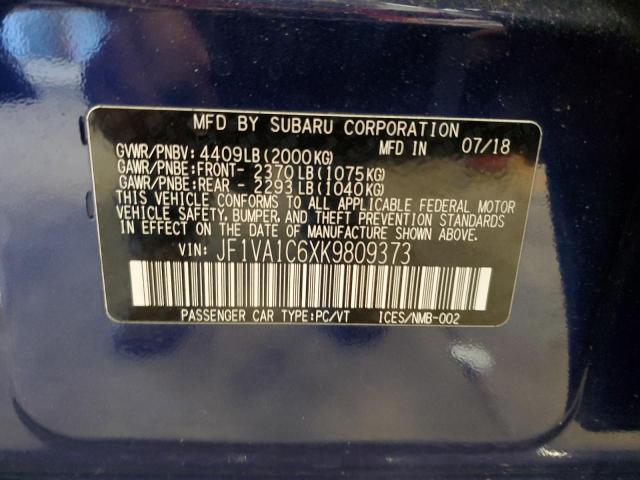 MFD BY SUBARU CORPORATION
GVWR/PNBV: 4409LB(2000KG) MFD IN 07/18
GAWR/PNBE:FRONT- 2370LB(1075KG)
GAWR/PNBE:REAR - 2293LB(1040KG)
THIS VEHICLE CONFORMS TO ALL APPLICABLE FEDERAL MOTOR
VEHICLE SAFETY, BUMPER, AND THEFT PREVENTION STANDARDS
IN EFFECT ON THE DATE OF MANUFACTURE SHOWN ABOVE.
VIN: JF1VA1C6XK9809373
PASSENGER CAR TYPE:PC/VT ICES/NMB-002